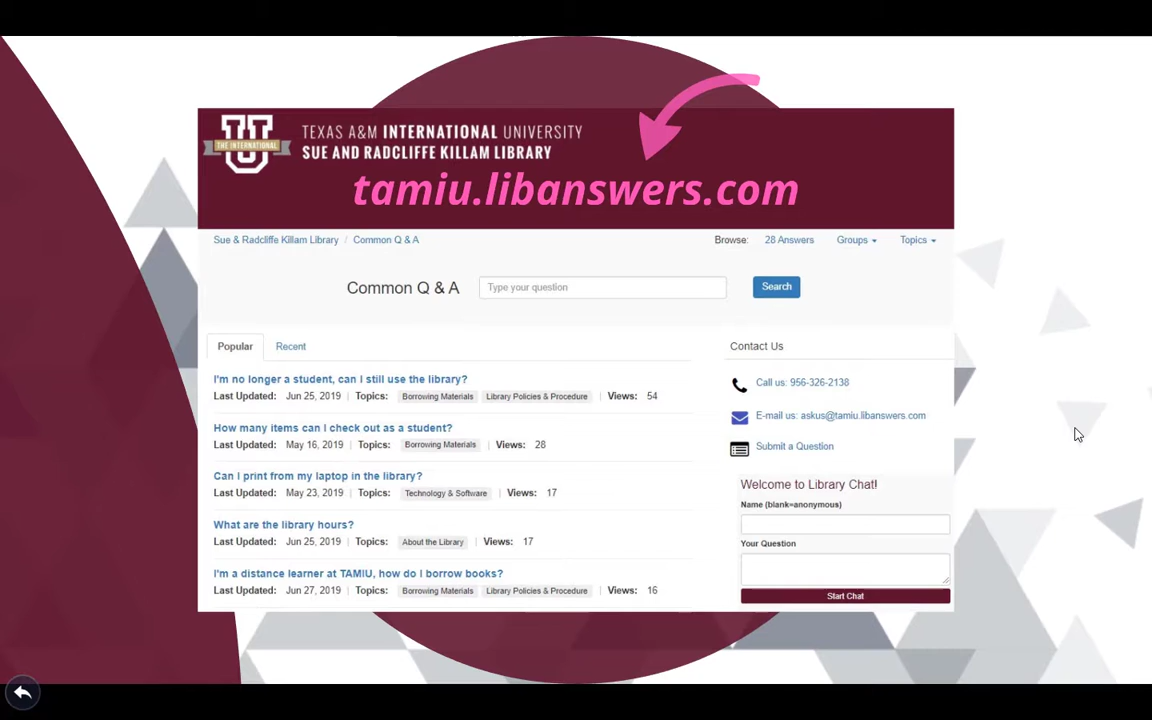 U
THE INTERNATIONAL
TEXAS A&M INTERNATIONAL UNIVERSITY
SUE AND RADCLIFFE KILLAM LIBRARY
tamiu.libanswers.com
Sue & Radcliffe Killam Library / Common Q & A
Browse: 28 Answers Groups Topics
Common Q & A Type your question Search
Popular Recent
I'm no longer a student, can I still use the library?
Last Updated: Jun 25, 2019 | Topics: Borrowing Materials Library Policies & Procedure | Views: 54
How many items can I check out as a student?
Last Updated: May 16, 2019 | Topics: Borrowing Materials | Views: 28
Can I print from my laptop in the library?
Last Updated: May 23, 2019 | Topics: Technology & Software | Views: 17
What are the library hours?
Last Updated: Jun 25, 2019 | Topics: About the Library | Views: 17
I'm a distance learner at TAMIU, how do I borrow books?
Last Updated: Jun 27, 2019 | Topics: Borrowing Materials Library Policies & Procedure | Views: 16
Contact Us
Call us: 956-326-2138
E-mail us: askus@tamiu.libanswers.com
Submit a Question
Welcome to Library Chat!
Name (blank=anonymous)
Your Question
Start Chat